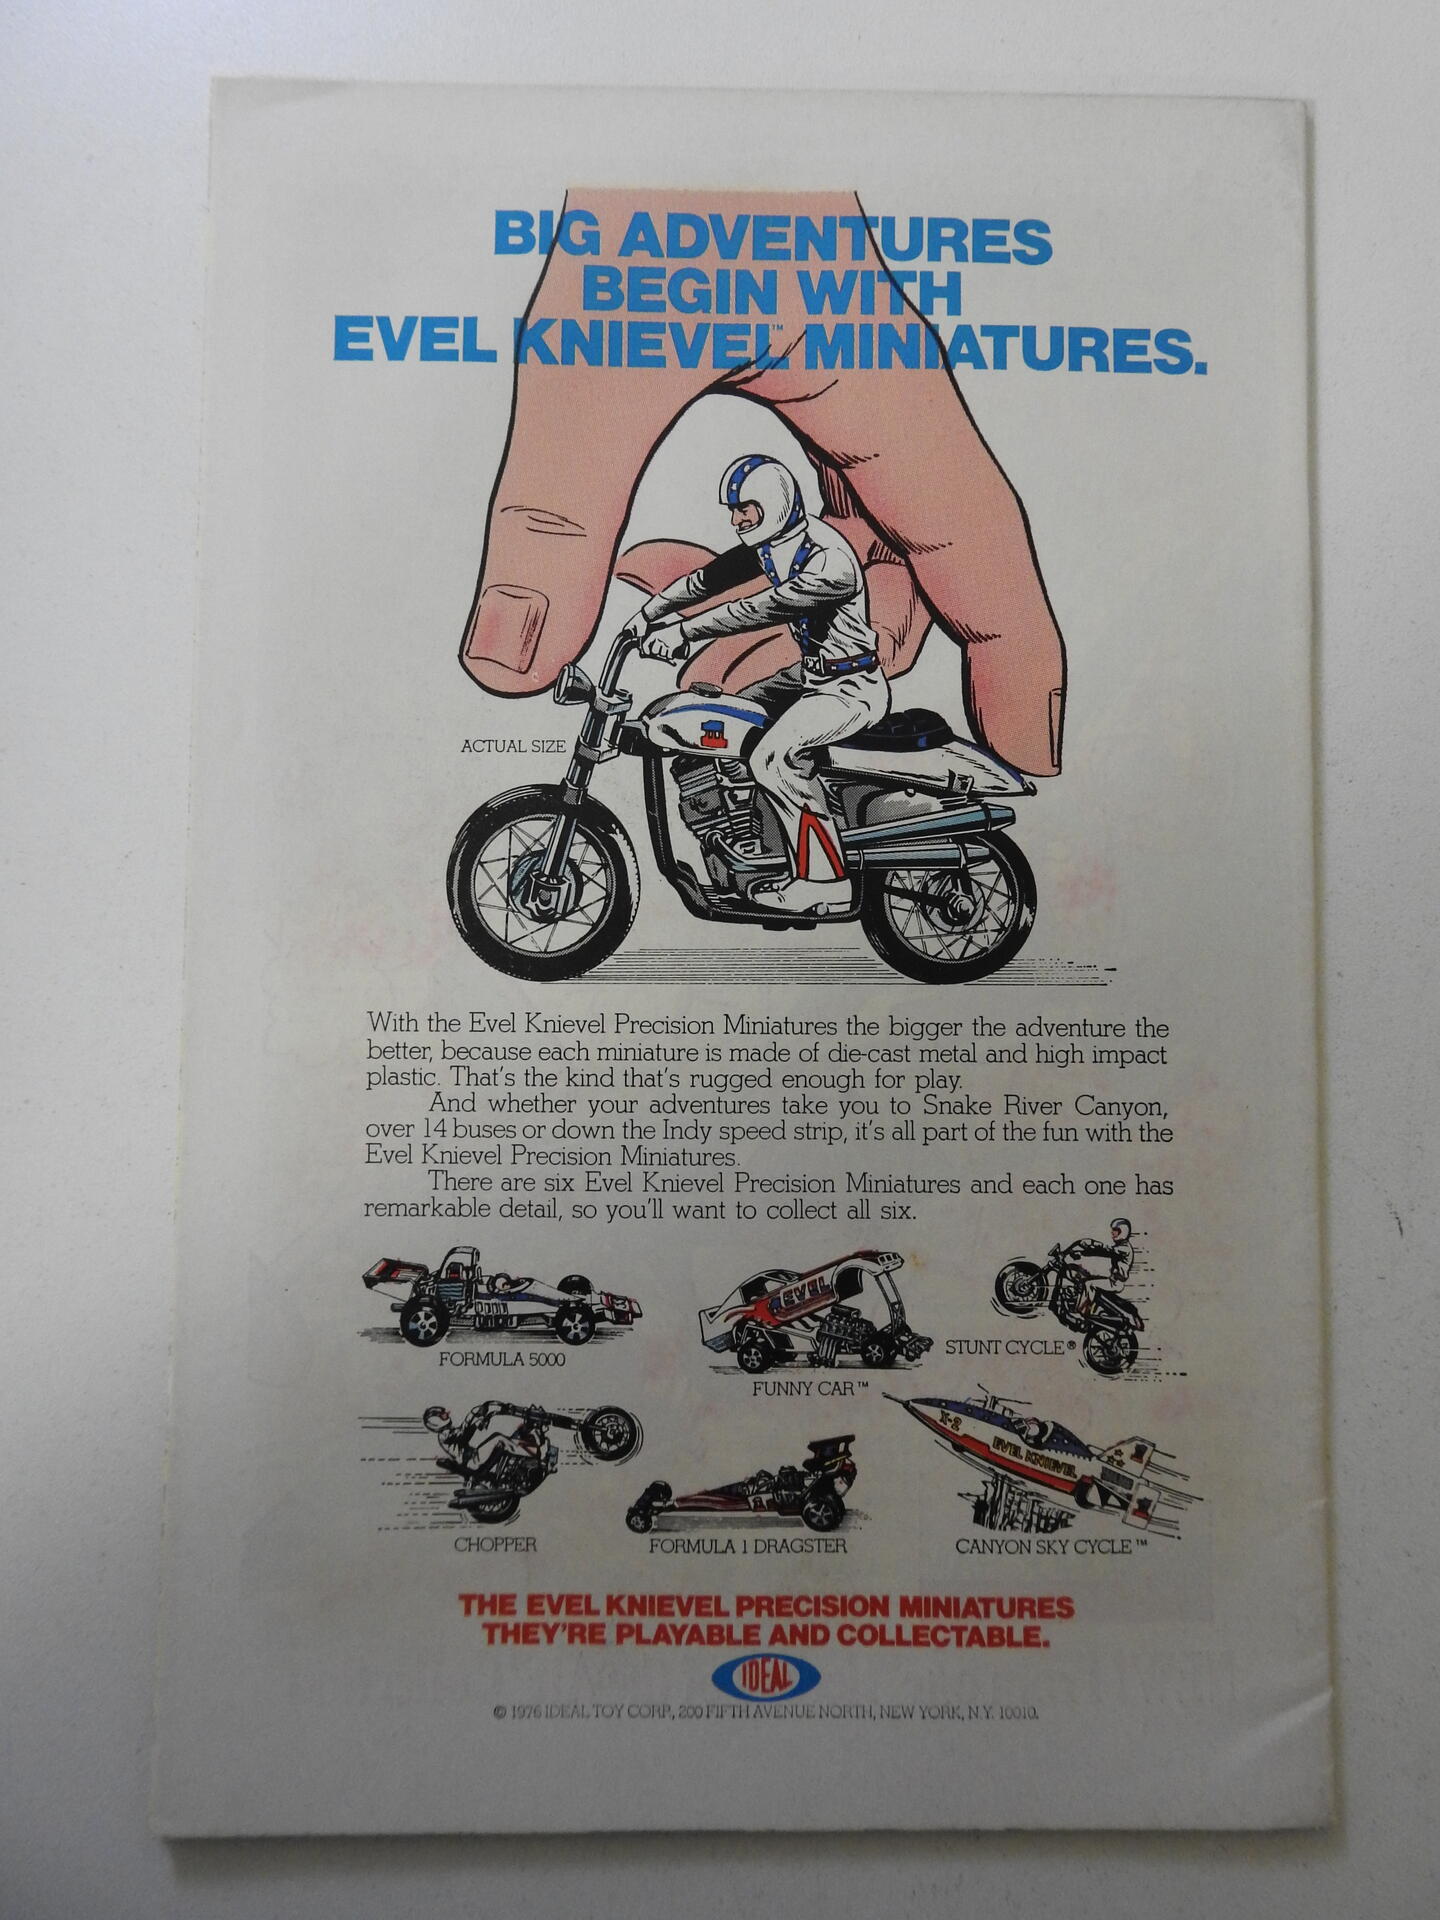 BIG ADVENTURES
BEGIN WITH
EVEL KNIEVEL™ MINIATURES.
ACTUAL SIZE
With the Evel Knievel Precision Miniatures the bigger the adventure the
better, because each miniature is made of die-cast metal and high impact
plastic. That's the kind that's rugged enough for play.
And whether your adventures take you to Snake River Canyon,
over 14 buses or down the Indy speed strip, it's all part of the fun with the
Evel Knievel Precision Miniatures.
There are six Evel Knievel Precision Miniatures and each one has
remarkable detail, so you'll want to collect all six.
EVEL
FORMULA 5000
FUNNY CAR™
STUNT CYCLE®
X-2
EVEL KNIEVEL
CHOPPER
FORMULA 1 DRAGSTER
CANYON SKY CYCLE™
THE EVEL KNIEVEL PRECISION MINIATURES
THEY'RE PLAYABLE AND COLLECTABLE.
IDEAL
© 1976 IDEAL TOY CORP., 200 FIFTH AVENUE NORTH, NEW YORK, N.Y. 10010.